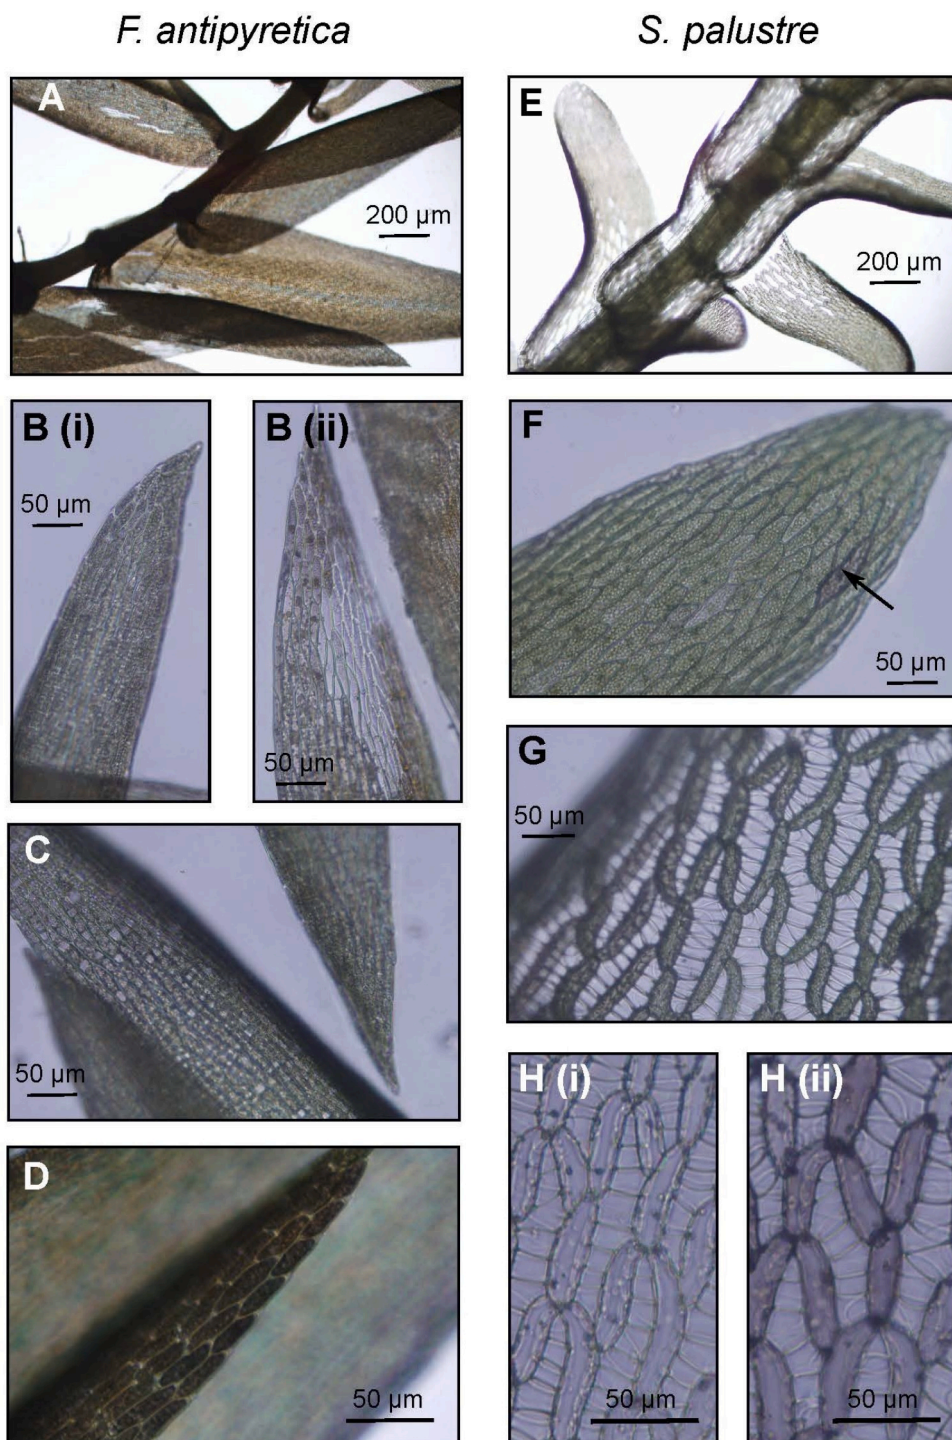 F. antipyretica
S. palustre
A
200 µm
E
200 µm
B (i)
50 µm
B (ii)
50 µm
F
50 µm
G
50 µm
C
50 µm
D
50 µm
H (i)
50 µm
H (ii)
50 µm